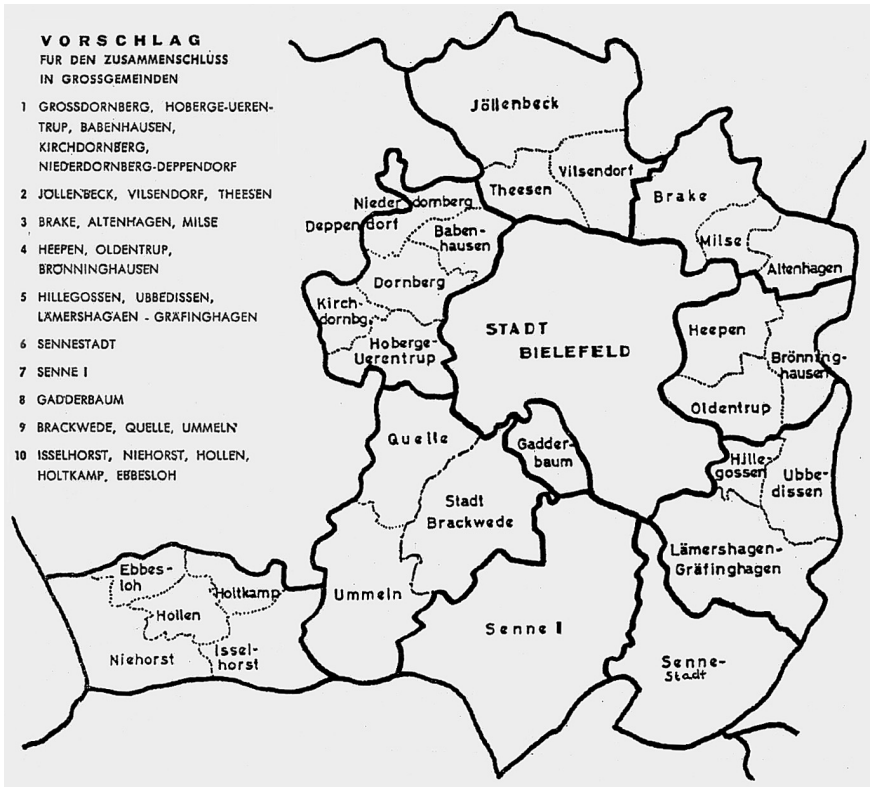 VORSCHLAG
FÜR DEN ZUSAMMENSCHLÜSS
IN GROSSGEMEINDEN
1 GROSSDORNBERG, HOBERGE-UEREN-
TRUP, BABENHAUSEN,
KIRCHDORNBERG,
NIEDERDORNBERG-DEPPENDORF
2 JÖLLENBECK, VILSENDORF, THEESEN
3 BRAKE, ALTENHAGEN, MILSE
4 HEEPEN, OLDENTRUP,
BRÖNNINGHAUSEN
5 HILLEGOSSEN, UBBEDISSEN,
LÄMERSHAGAEN - GRÄFINGHAGEN
6 SENNESTADT
7 SENNE I
8 GADDERBAUM
9 BRACKWEDE, QUELLE, UMMELN
10 ISSELHORST, NIEHORST, HOLLEN,
HOLTKAMP, EBBESLOH
Jöllenbeck
Theesen
Vilsendorf
Brake
Milse
Altenhagen
Nieder dornberg
Deppendorf
Baben-
hausen
Dornberg
Kirch-
dornbg.
Hoberge-
Uerentrup
STADT
BIELEFELD
Heepen
Brönning-
hausen
Oldentrup
Quelle
Gadder-
baum
Hille-
gossen
Ubbe-
dissen
Stadt
Brackwede
Lämershagen-
Gräfinghagen
Ebbes-
loh
Holtkamp
Hollen
Niehorst
Issel-
horst
Ummeln
Senne I
Senne-
Stadt